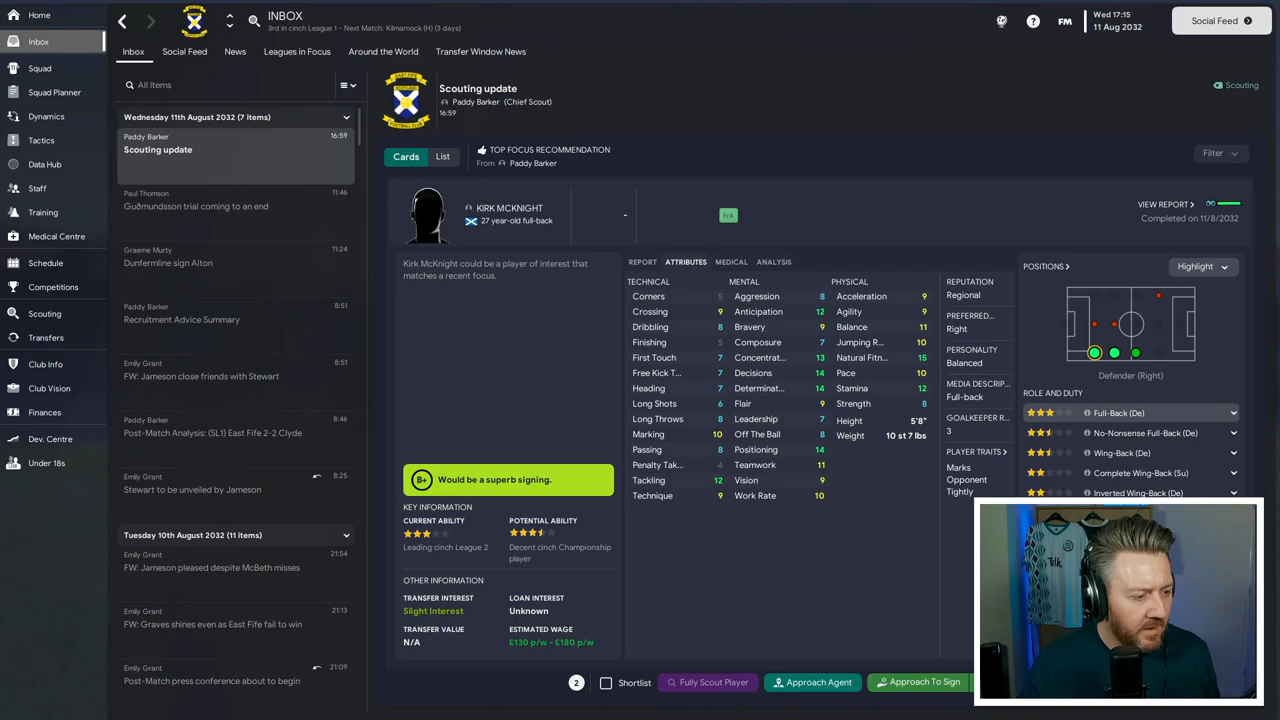 Home
Inbox
Squad
Squad Planner
Dynamics
Tactics
Data Hub
Staff
Training
Medical Centre
Schedule
Competitions
Scouting
Transfers
Club Info
Club Vision
Finances
Dev. Centre
Under 18s
INBOX
3rd in cinch League 1 - Next Match: Kilmarnock (H) (3 days)
FM
Wed 17:15
11 Aug 2032
Social Feed
Inbox
Social Feed
News
Leagues in Focus
Around the World
Transfer Window News
All Items
Wednesday 11th August 2032 (7 items)
Paddy Barker 16:59
Scouting update
Paul Thomson 11:46
Guðmundsson trial coming to an end
Graeme Murty 11:24
Dunfermline sign Aiton
Paddy Barker 8:51
Recruitment Advice Summary
Emily Grant 8:51
FW: Jameson close friends with Stewart
Paddy Barker 8:46
Post-Match Analysis: (SL1) East Fife 2-2 Clyde
Emily Grant 8:25
Stewart to be unveiled by Jameson
Tuesday 10th August 2032 (11 items)
Emily Grant 21:54
FW: Jameson pleased despite McBeth misses
Emily Grant 21:13
FW: Graves shines even as East Fife fail to win
Emily Grant 21:09
Post-Match press conference about to begin
EAST FIFE
SCOTLAND
FOOTBALL CLUB
Scouting update
Paddy Barker (Chief Scout)
16:59
Scouting
Cards
List
TOP FOCUS RECOMMENDATION
From Paddy Barker
Filter
KIRK MCKNIGHT
27 year-old full-back
-
FrA
VIEW REPORT >
Completed on 11/8/2032
Kirk McKnight could be a player of interest that
matches a recent focus.
B+ Would be a superb signing.
KEY INFORMATION
CURRENT ABILITY
Leading cinch League 2
POTENTIAL ABILITY
Decent cinch Championship
player
OTHER INFORMATION
TRANSFER INTEREST
Slight Interest
LOAN INTEREST
Unknown
TRANSFER VALUE
N/A
ESTIMATED WAGE
£130 p/w - £180 p/w
REPORT
ATTRIBUTES
MEDICAL
ANALYSIS
TECHNICAL
Corners 5
Crossing 9
Dribbling 8
Finishing 5
First Touch 7
Free Kick T... 7
Heading 7
Long Shots 6
Long Throws 8
Marking 10
Passing 8
Penalty Tak... 4
Tackling 12
Technique 9
MENTAL
Aggression 8
Anticipation 12
Bravery 9
Composure 7
Concentrat... 13
Decisions 14
Determinat... 14
Flair 9
Leadership 7
Off The Ball 8
Positioning 14
Teamwork 11
Vision 9
Work Rate 10
PHYSICAL
Acceleration 9
Agility 9
Balance 11
Jumping R... 10
Natural Fitn... 15
Pace 10
Stamina 12
Strength 8
Height 5'8"
Weight 10 st 7 lbs
REPUTATION
Regional
PREFERRED...
Right
PERSONALITY
Balanced
MEDIA DESCRIP...
Full-back
GOALKEEPER R...
3
PLAYER TRAITS >
Marks
Opponent
Tightly
POSITIONS >
Highlight
Defender (Right)
ROLE AND DUTY
Full-Back (De)
No-Nonsense Full-Back (De)
Wing-Back (De)
Complete Wing-Back (Su)
Inverted Wing-Back (De)
2
Shortlist
Fully Scout Player
Approach Agent
Approach To Sign
Tilk.